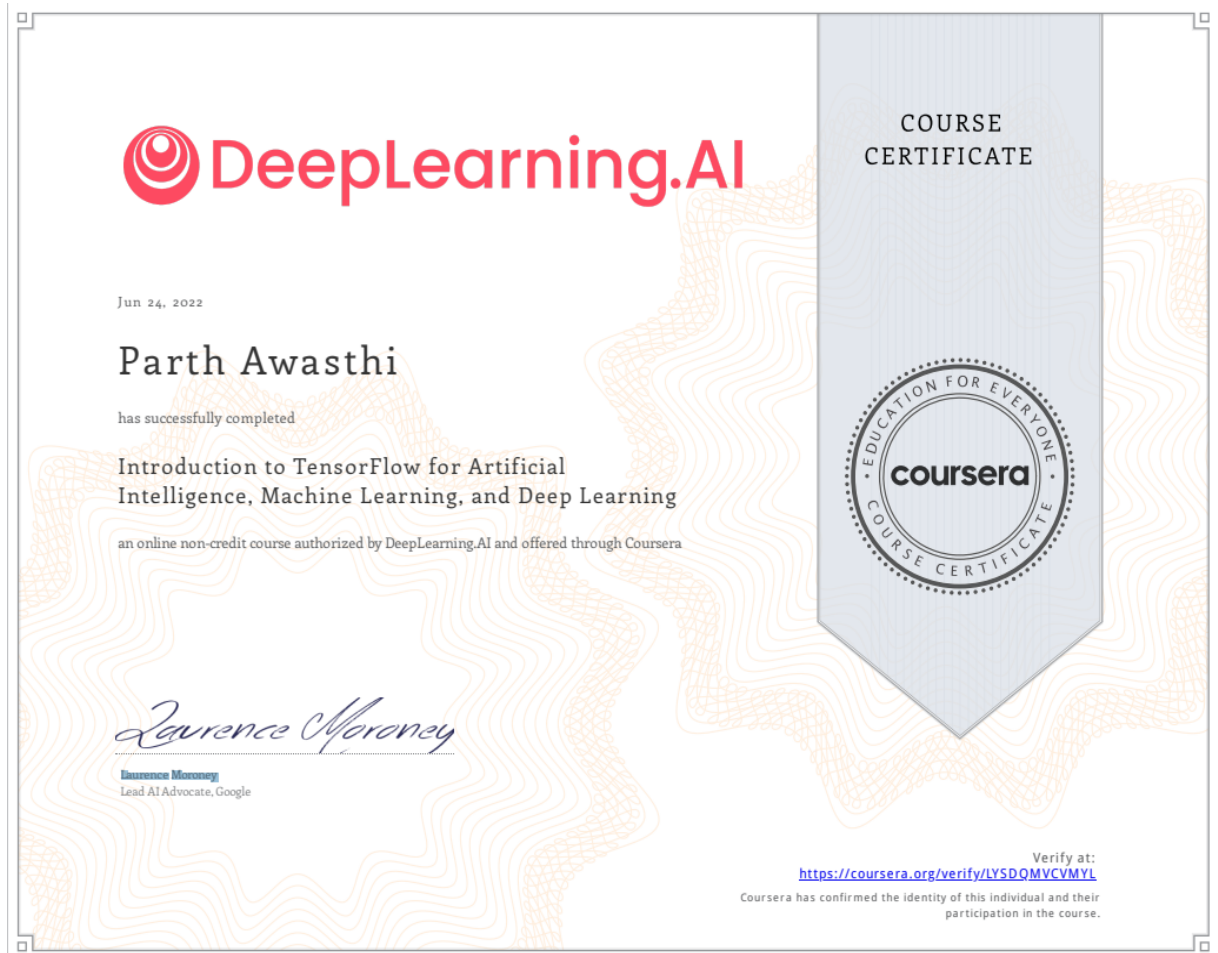 DeepLearning.AI
COURSE
CERTIFICATE
Jun 24, 2022
Parth Awasthi
has successfully completed
Introduction to TensorFlow for Artificial
Intelligence, Machine Learning, and Deep Learning
an online non-credit course authorized by DeepLearning.AI and offered through Coursera
EDUCATION FOR EVERYONE
coursera
COURSE CERTIFICATE
Laurence Moroney
Laurence Moroney
Lead AI Advocate, Google
Verify at:
https://coursera.org/verify/LYSDQMVCVMYL
Coursera has confirmed the identity of this individual and their
participation in the course.